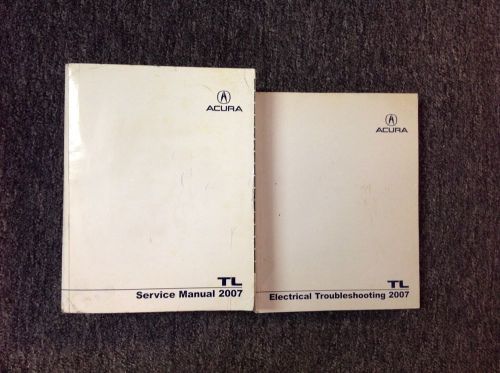 ACURA
TL
Service Manual 2007
ACURA
TL
Electrical Troubleshooting 2007